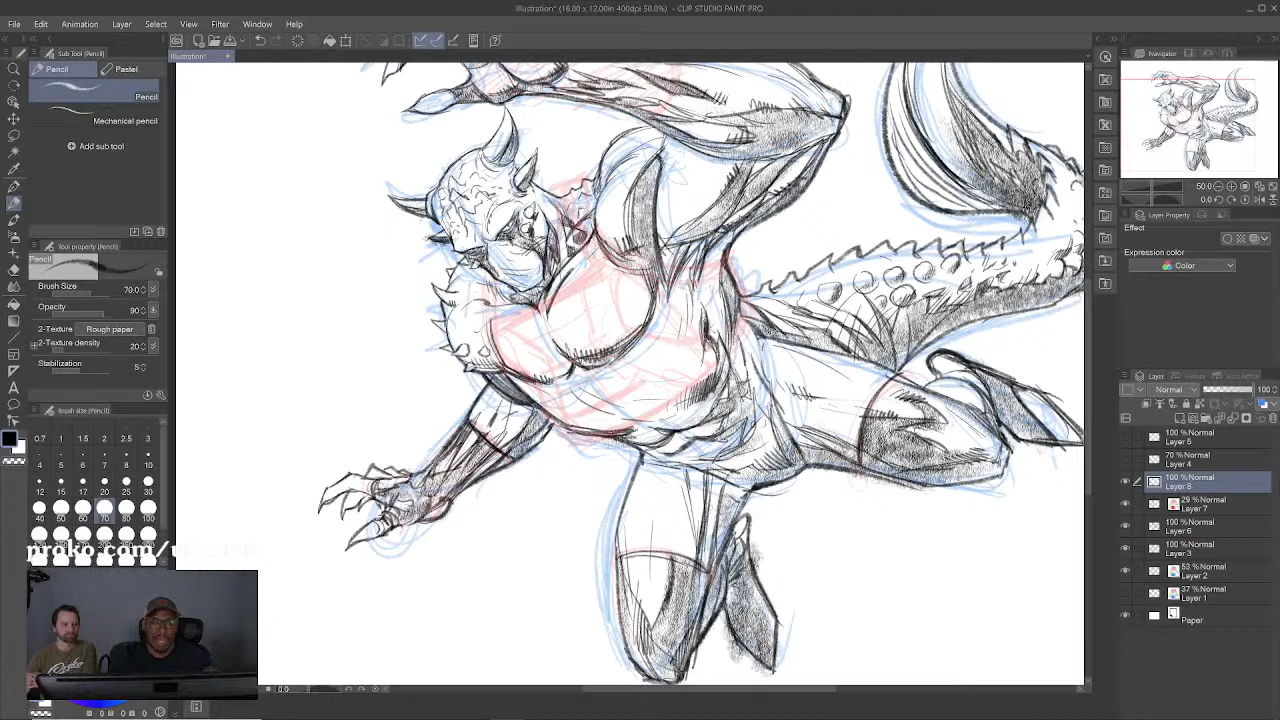 Illustration* (16.00 x 12.00in 400dpi 50.0%) - CLIP STUDIO PAINT PRO
File Edit Animation Layer Select View Filter Window Help
Illustration*
Sub Tool [Pencil]
Pencil Pastel
Pencil
Mechanical pencil
Add sub tool
Tool property [Pencil]
Pencil
Brush Size 70.0
Opacity 90
2-Texture Rough paper
2-Texture density 20
Stabilization 5
Brush size [Pencil]
0.7 1 1.5 2 2.5 3
4 5 6 7 8 10
12 15 17 20 25 30
40 50 60 70 80 100
proko.com/
Proko
Navigator
50.0
0.0
Layer Property
Effect
Expression color
Color
Layer History Auto Action
Normal 100
100 % Normal
Layer 5
70 % Normal
Layer 4
100 % Normal
Layer 8
29 % Normal
Layer 7
100 % Normal
Layer 6
100 % Normal
Layer 3
53 % Normal
Layer 2
37 % Normal
Layer 1
Paper